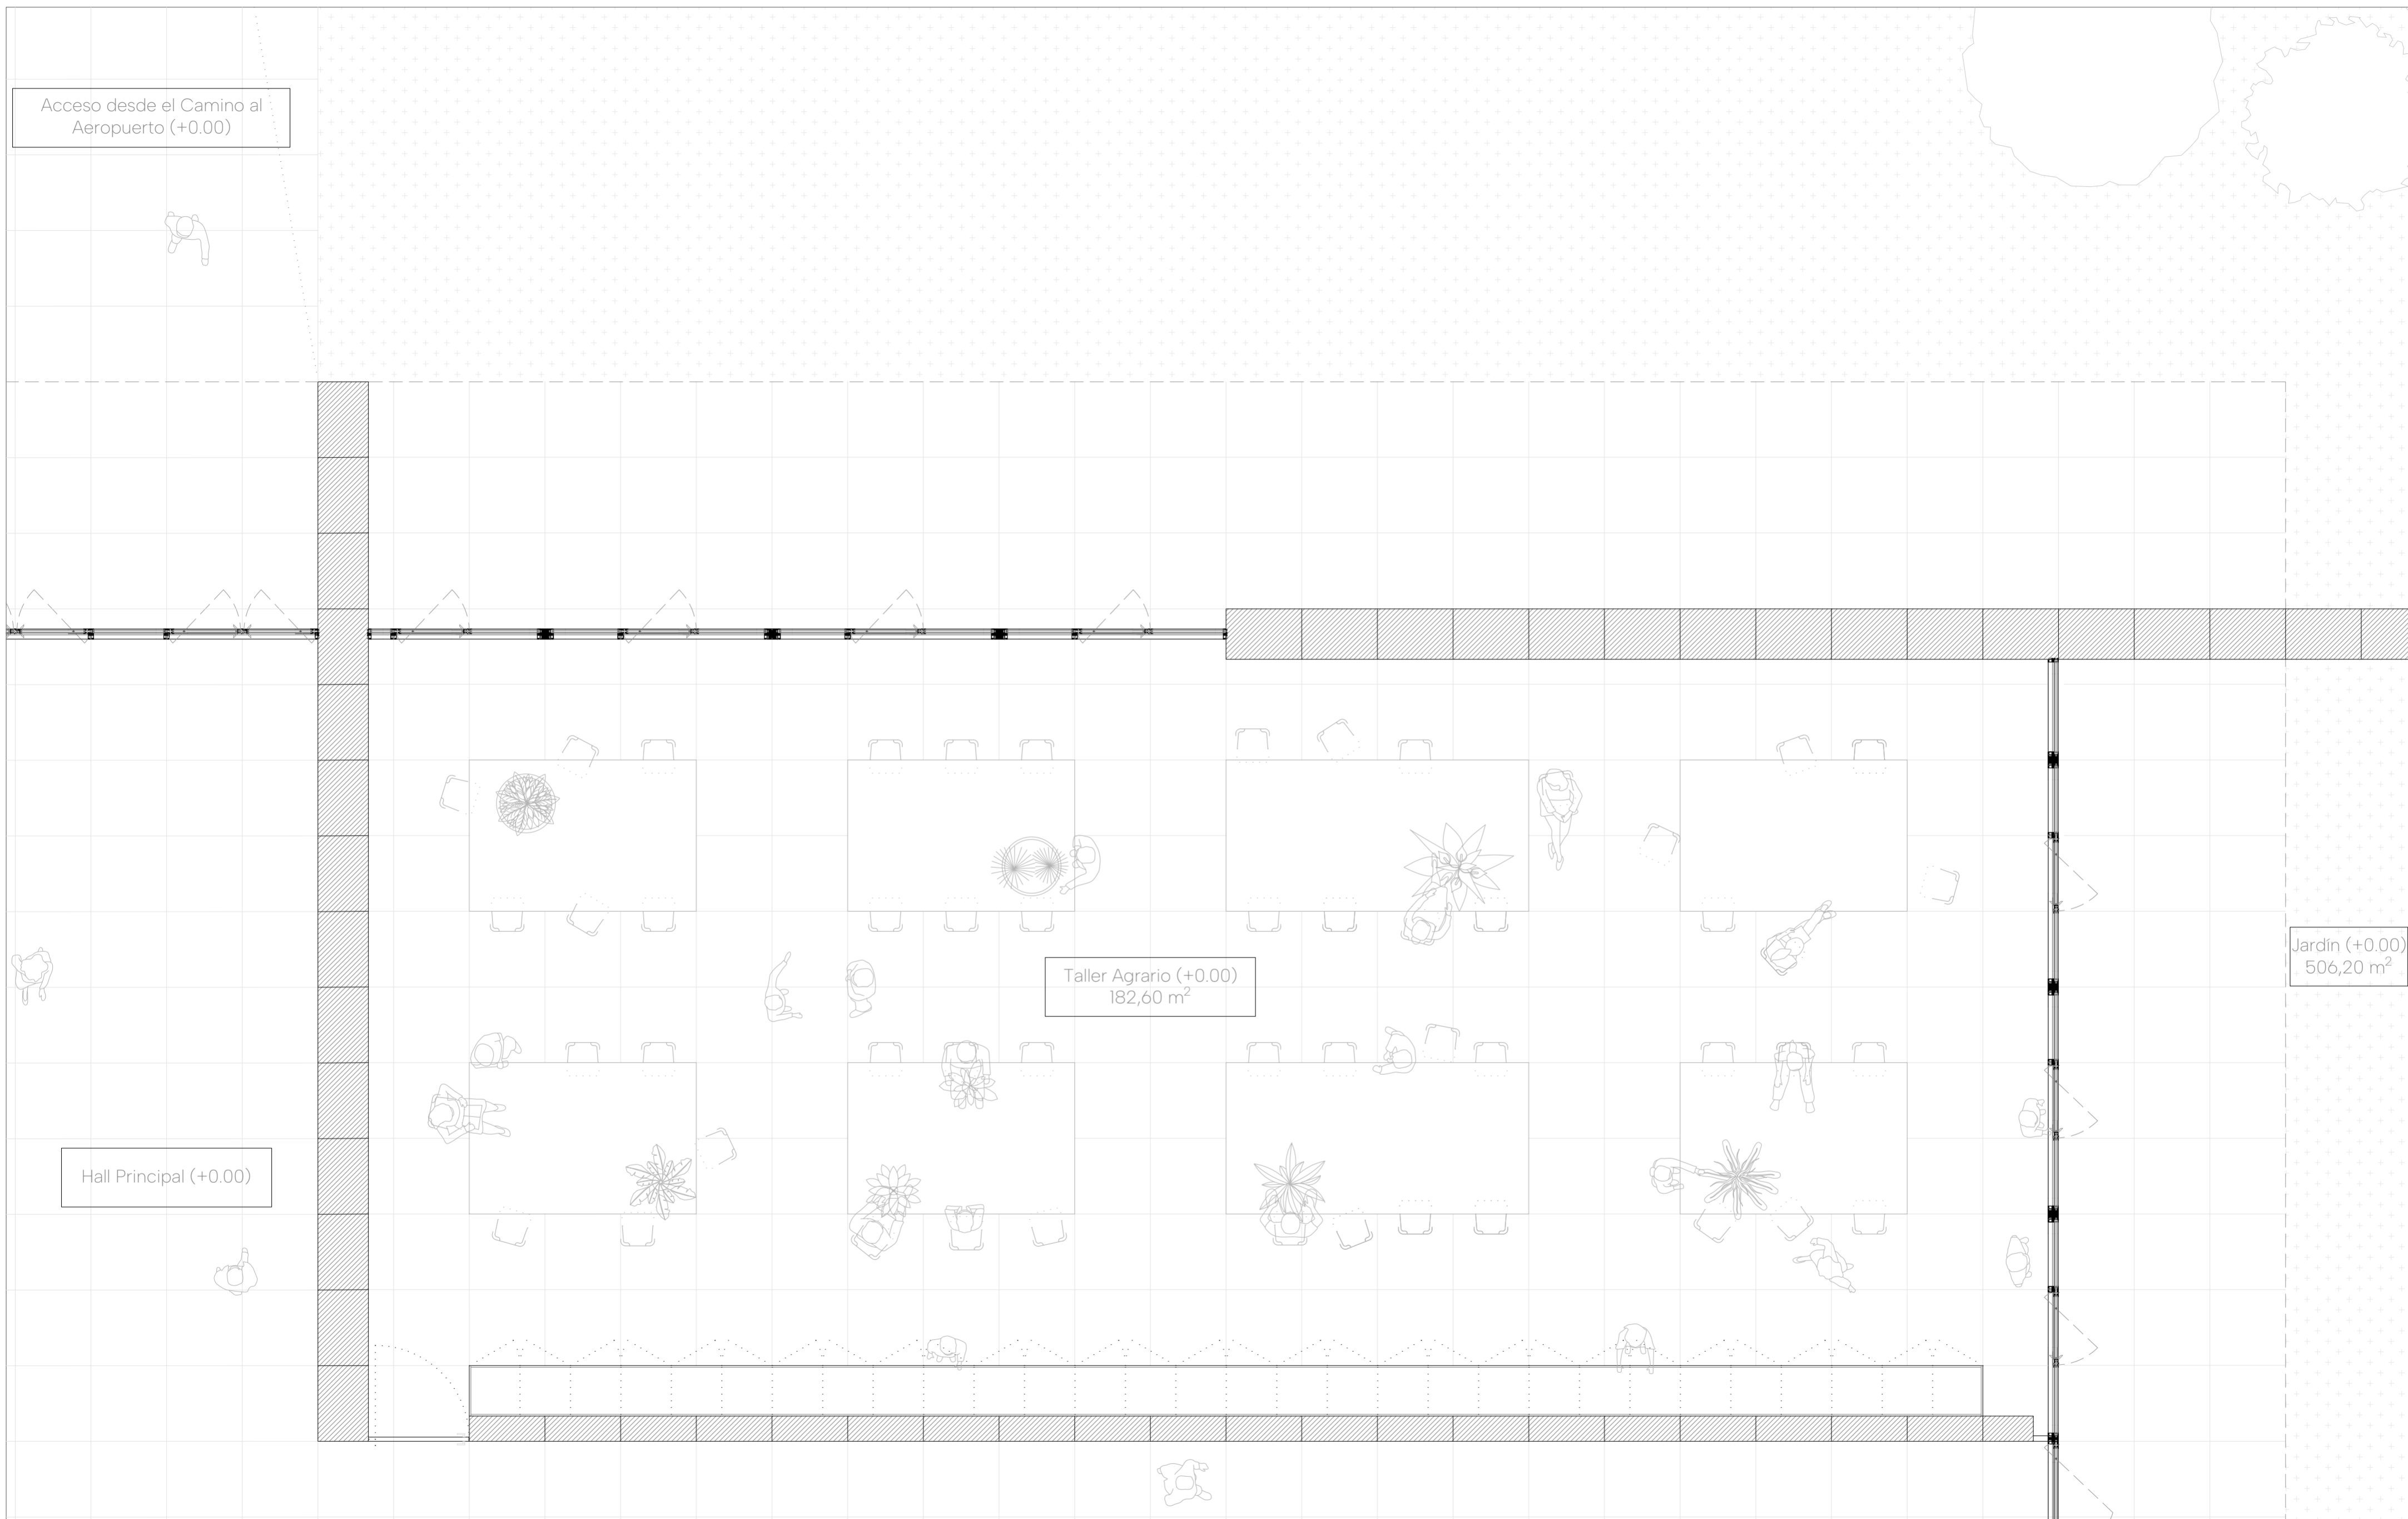 Acceso desde el Camino al
Aeropuerto (+0.00)
Jardín (+0.00)
506,20 m²
Taller Agrario (+0.00)
182,60 m²
Hall Principal (+0.00)